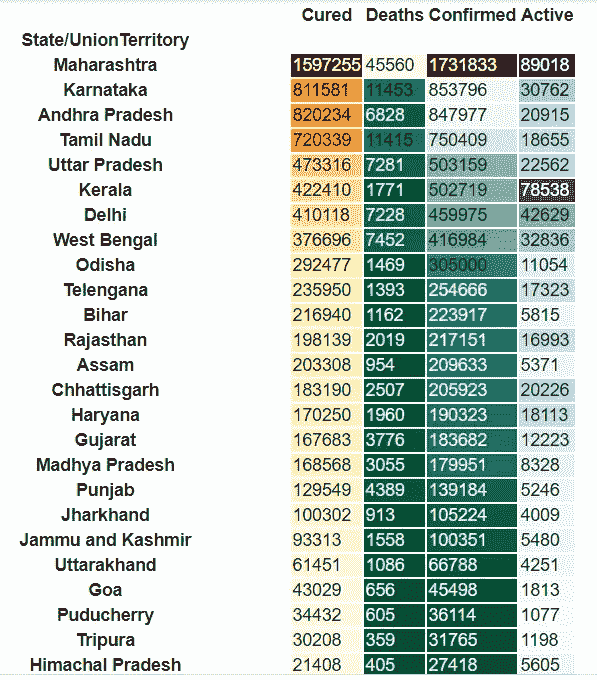 Cured Deaths Confirmed Active
State/UnionTerritory
Maharashtra 1597255 45560 1731833 89018
Karnataka 811581 11453 853796 30762
Andhra Pradesh 820234 6828 847977 20915
Tamil Nadu 720339 11415 750409 18655
Uttar Pradesh 473316 7281 503159 22562
Kerala 422410 1771 502719 78538
Delhi 410118 7228 459975 42629
West Bengal 376696 7452 416984 32836
Odisha 292477 1469 305000 11054
Telengana 235950 1393 254666 17323
Bihar 216940 1162 223917 5815
Rajasthan 198139 2019 217151 16993
Assam 203308 954 209633 5371
Chhattisgarh 183190 2507 205923 20226
Haryana 170250 1960 190323 18113
Gujarat 167683 3776 183682 12223
Madhya Pradesh 168568 3055 179951 8328
Punjab 129549 4389 139184 5246
Jharkhand 100302 913 105224 4009
Jammu and Kashmir 93313 1558 100351 5480
Uttarakhand 61451 1086 66788 4251
Goa 43029 656 45498 1813
Puducherry 34432 605 36114 1077
Tripura 30208 359 31765 1198
Himachal Pradesh 21408 405 27418 5605